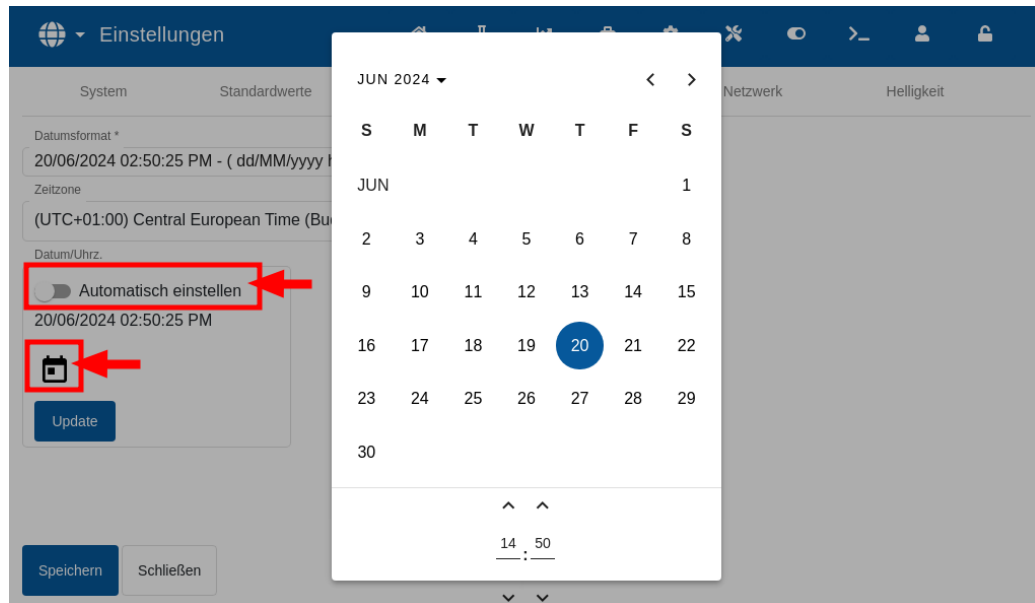 Einstellungen
System Standardwerte Netzwerk Helligkeit
Datumsformat *
20/06/2024 02:50:25 PM - ( dd/MM/yyyy
Zeitzone
(UTC+01:00) Central European Time
Datum/Uhrz.
Automatisch einstellen
20/06/2024 02:50:25 PM
Update
Speichern Schließen
JUN 2024
S M T W T F S
JUN 1
2 3 4 5 6 7 8
9 10 11 12 13 14 15
16 17 18 19 20 21 22
23 24 25 26 27 28 29
30
14 : 50